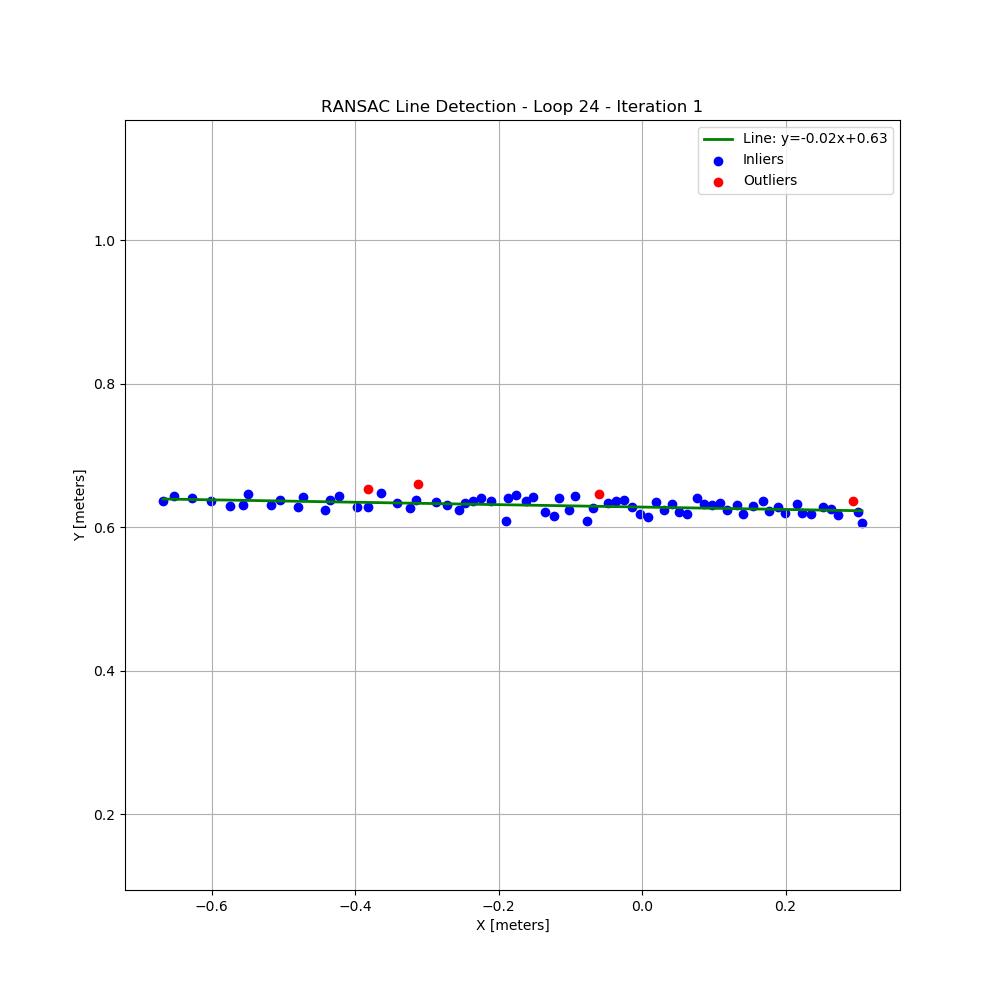 RANSAC Line Detection - Loop 24 - Iteration 1
Line: y=-0.02x+0.63
Inliers
Outliers
1.0
0.8
0.6
0.4
0.2
Y [meters]
−0.6
−0.4
−0.2
0.0
0.2
X [meters]